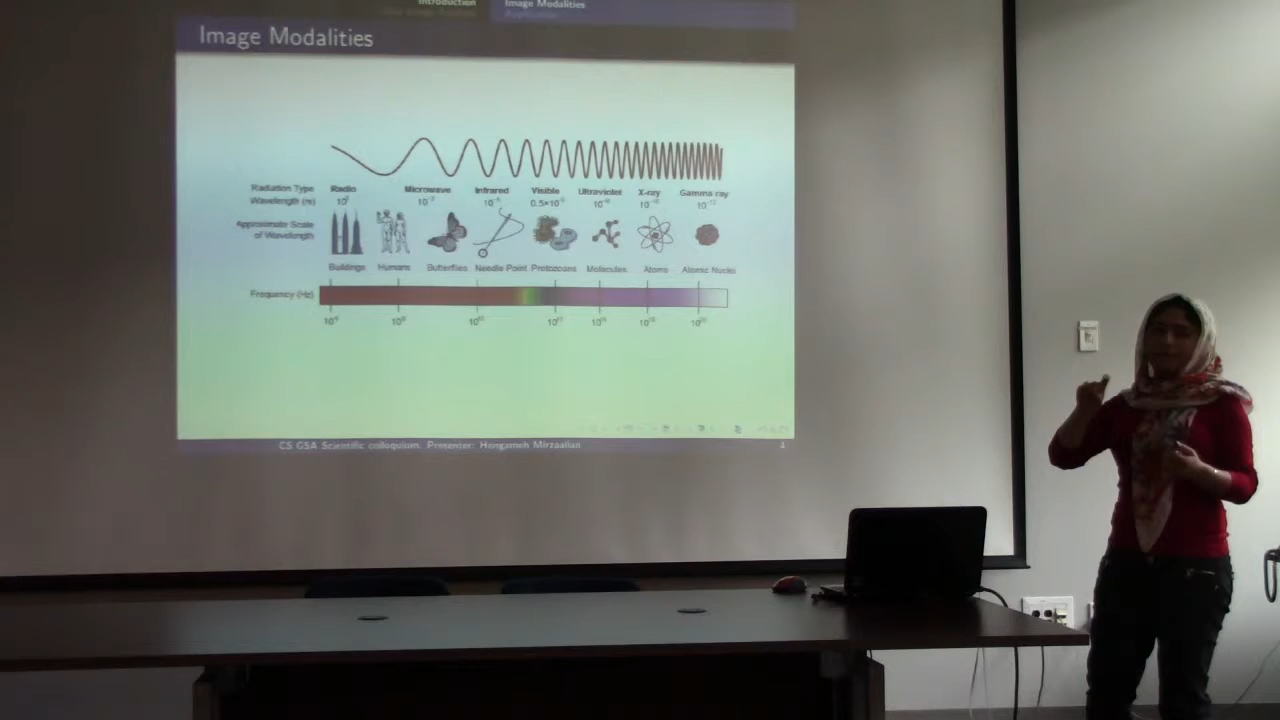 Introduction
Image Modalities
Image Modalities
Radiation Type Radio Microwave Infrared Visible Ultraviolet X-ray Gamma ray
Wavelength (m)
Approximate Scale
of Wavelength
Buildings Humans Butterflies Needle Point Protozoans Molecules Atoms Atomic Nuclei
Frequency (Hz)
CS GSA Scientific colloquium. Presenter: Hengameh Mirzaalian